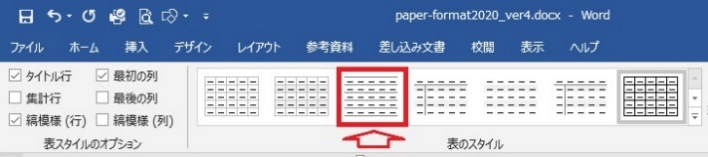 paper-format2020_ver4.docx - Word
ファイル ホーム 挿入 デザイン レイアウト 参考資料 差し込み文書 校閲 表示 ヘルプ
タイトル行 最初の列
集計行 最後の列
縞模様 (行) 縞模様 (列)
表スタイルのオプション 表のスタイル